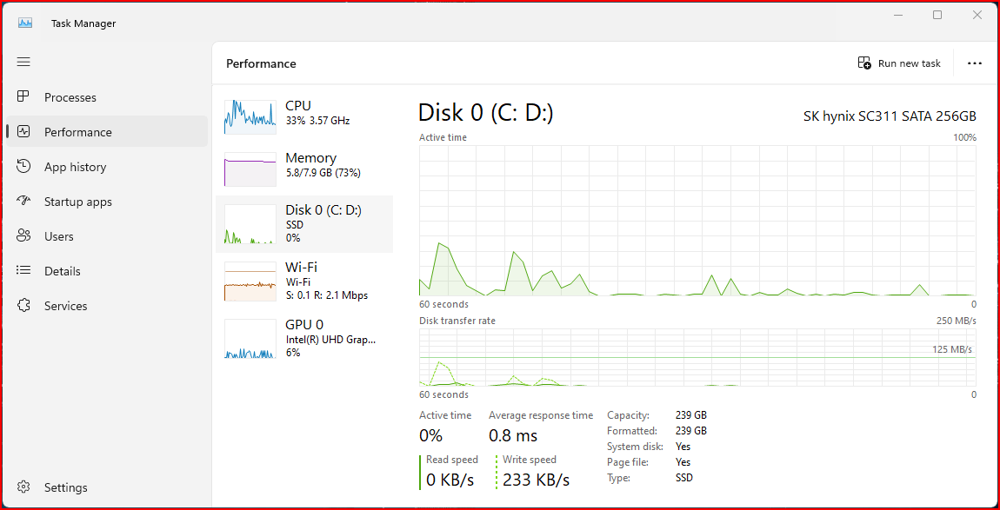 Task Manager
Processes
Performance
App history
Startup apps
Users
Details
Services
Settings
Performance
Run new task
CPU
33% 3.57 GHz
Memory
5.8/7.9 GB (73%)
Disk 0 (C: D:)
SSD
0%
Wi-Fi
Wi-Fi
S: 0.1 R: 2.1 Mbps
GPU 0
Intel(R) UHD Grap...
6%
Disk 0 (C: D:)
SK hynix SC311 SATA 256GB
Active time
100%
60 seconds
0
Disk transfer rate
250 MB/s
125 MB/s
60 seconds
0
Active time
0%
Average response time
0.8 ms
Read speed
0 KB/s
Write speed
233 KB/s
Capacity: 239 GB
Formatted: 239 GB
System disk: Yes
Page file: Yes
Type: SSD